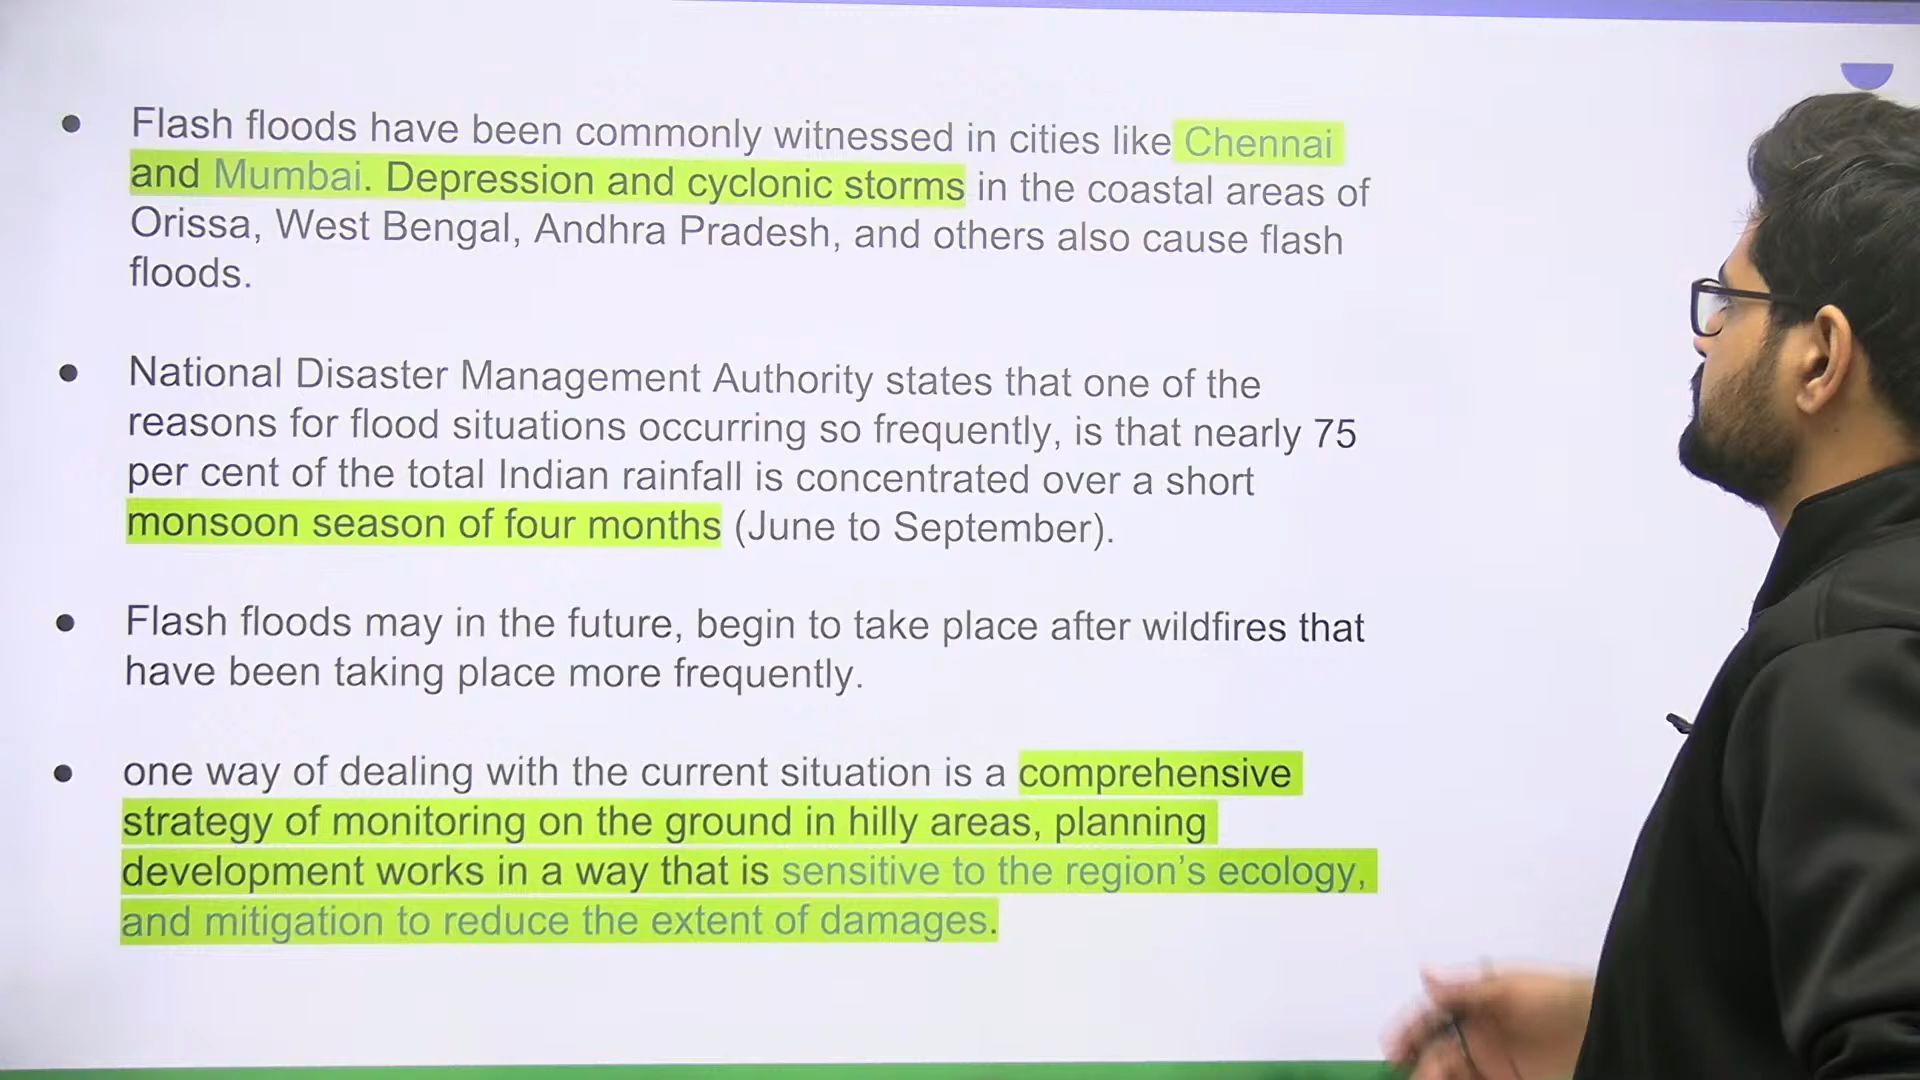 Flash floods have been commonly witnessed in cities like Chennai
and Mumbai. Depression and cyclonic storms in the coastal areas of
Orissa, West Bengal, Andhra Pradesh, and others also cause flash
floods.
National Disaster Management Authority states that one of the
reasons for flood situations occurring so frequently, is that nearly 75
per cent of the total Indian rainfall is concentrated over a short
monsoon season of four months (June to September).
Flash floods may in the future, begin to take place after wildfires that
have been taking place more frequently.
one way of dealing with the current situation is a comprehensive
strategy of monitoring on the ground in hilly areas, planning
development works in a way that is sensitive to the region's ecology,
and mitigation to reduce the extent of damages.